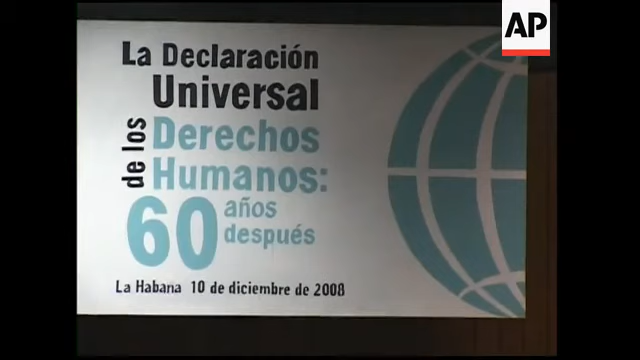 AP
La Declaración
Universal
de los Derechos
Humanos:
60 años
después
La Habana 10 de diciembre de 2008